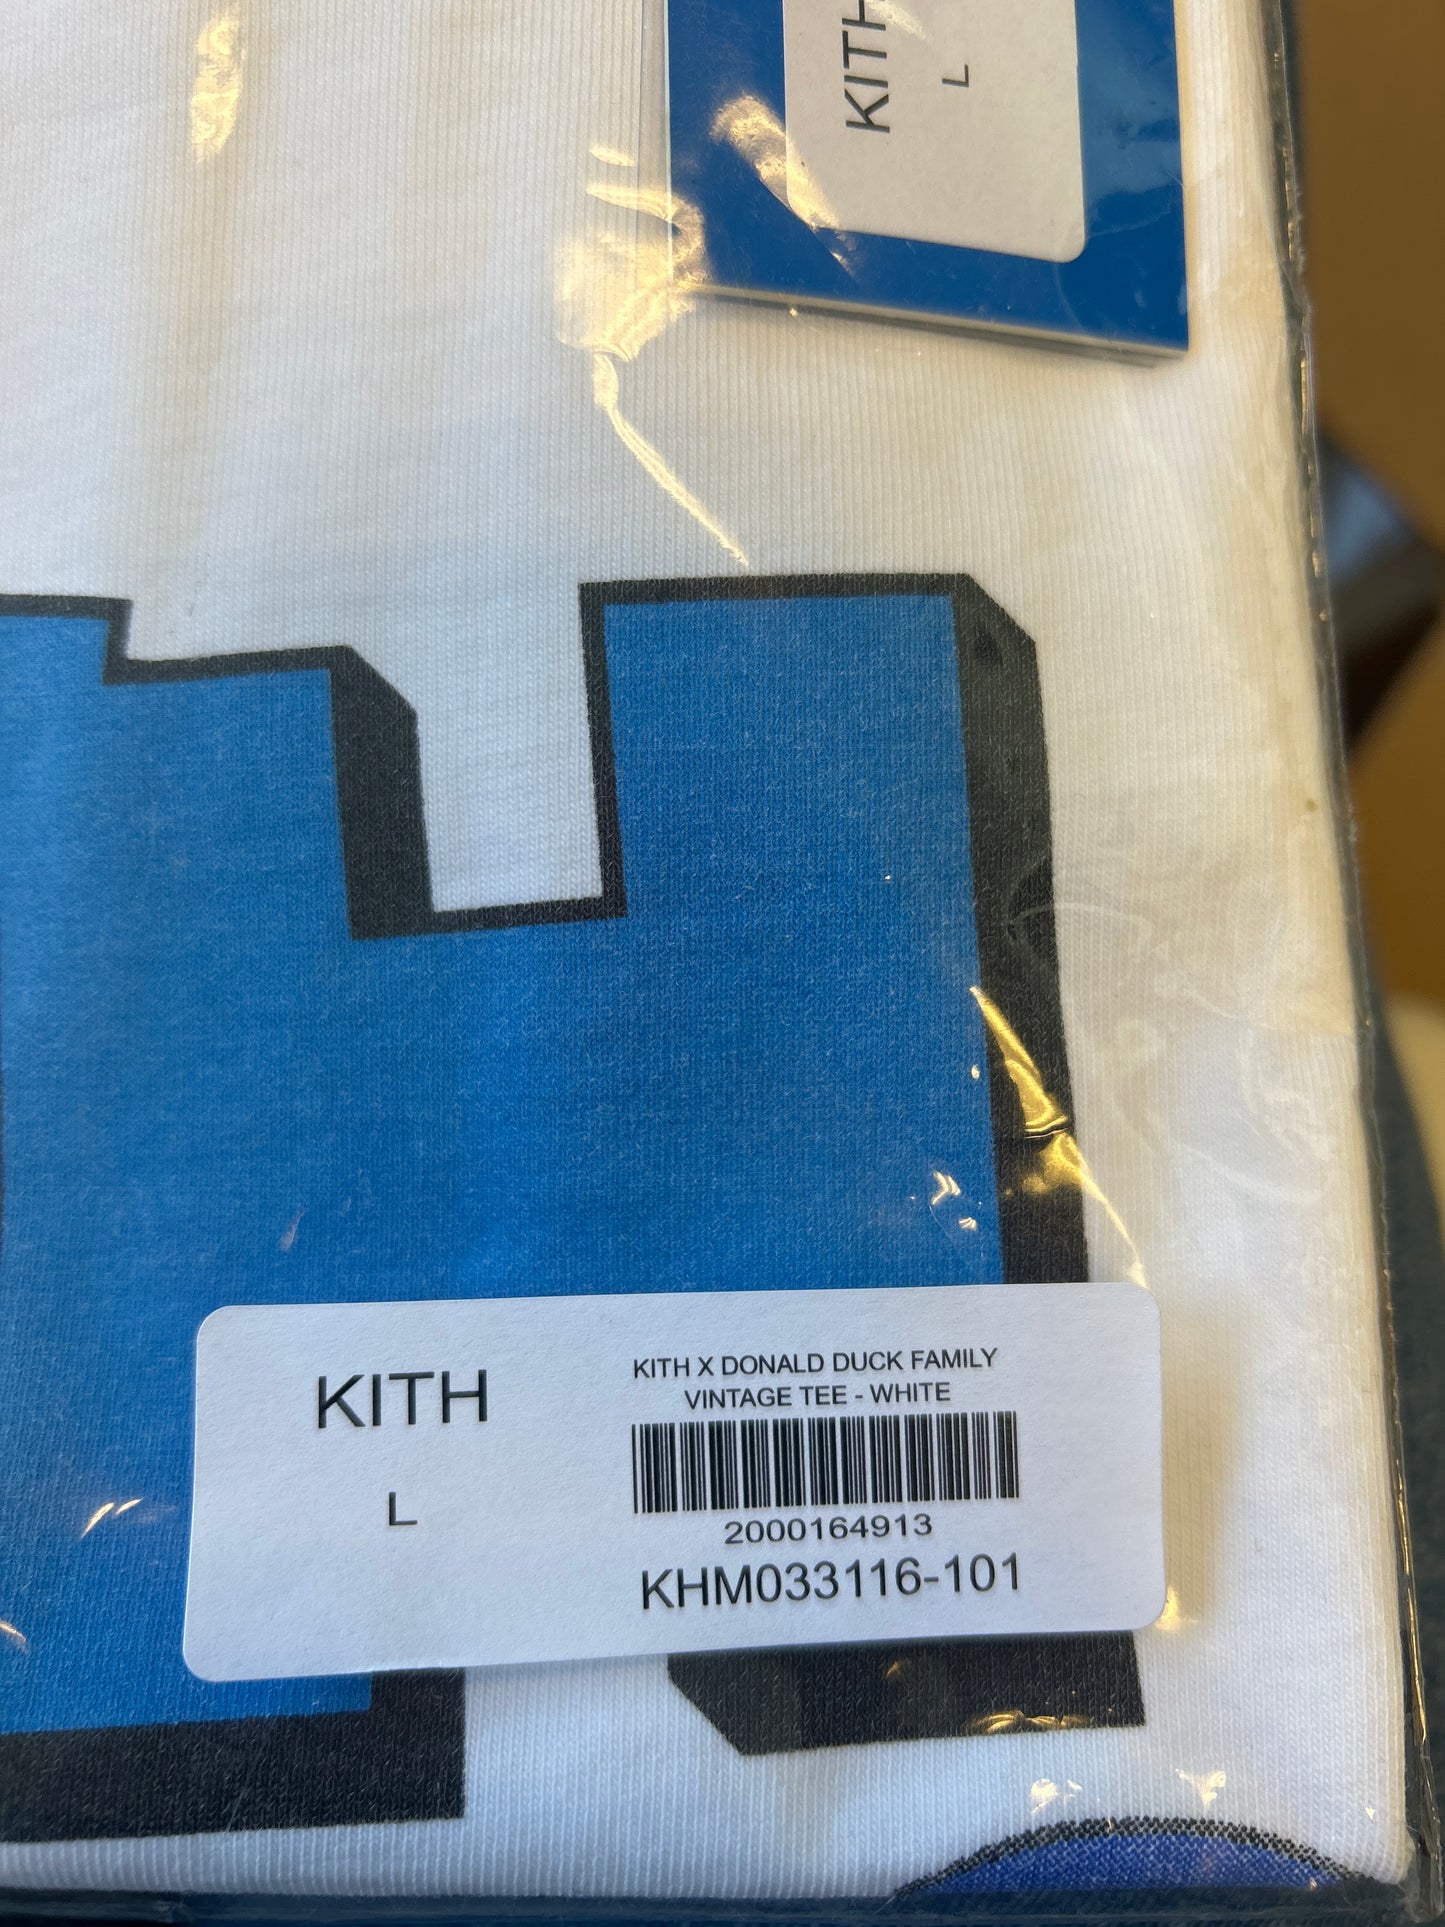 KITH
L
KITH
L
KITH X DONALD DUCK FAMILY
VINTAGE TEE - WHITE
2000164913
KHM033116-101